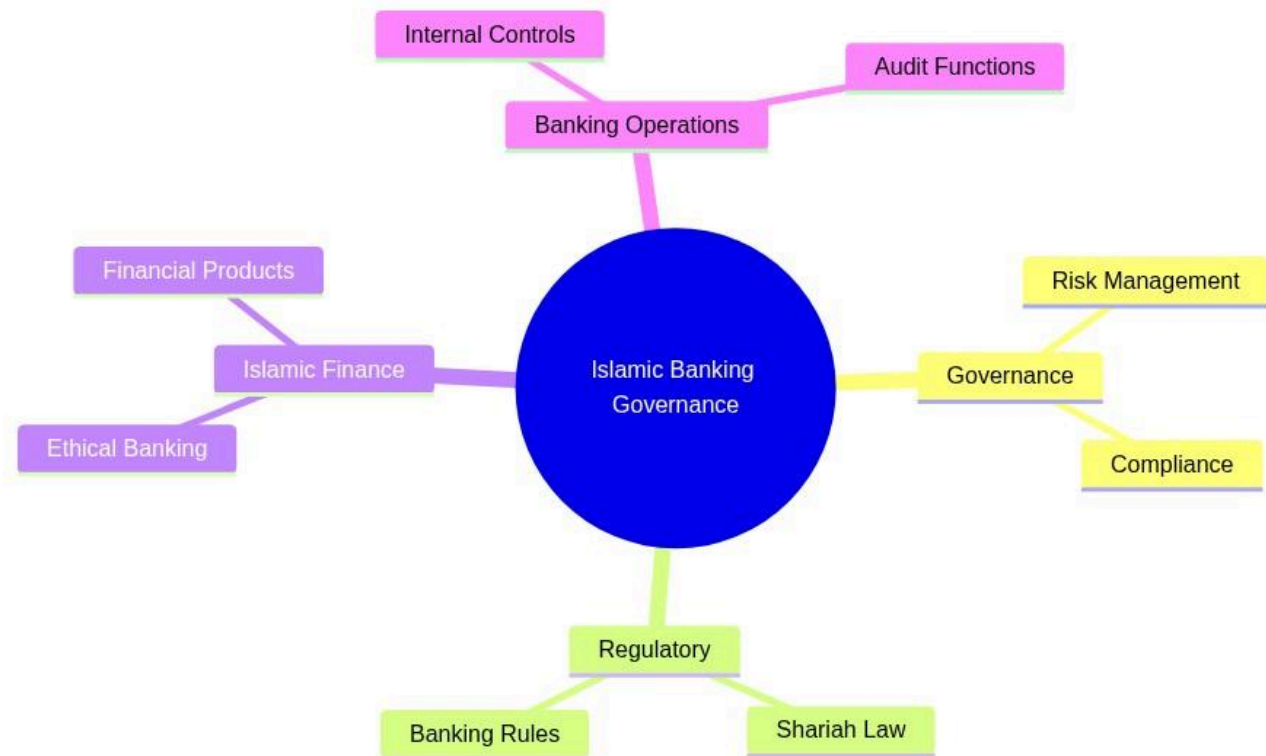 Internal Controls
Audit Functions
Banking Operations
Financial Products
Risk Management
Islamic Finance
Islamic Banking
Governance
Governance
Ethical Banking
Compliance
Regulatory
Banking Rules
Shariah Law